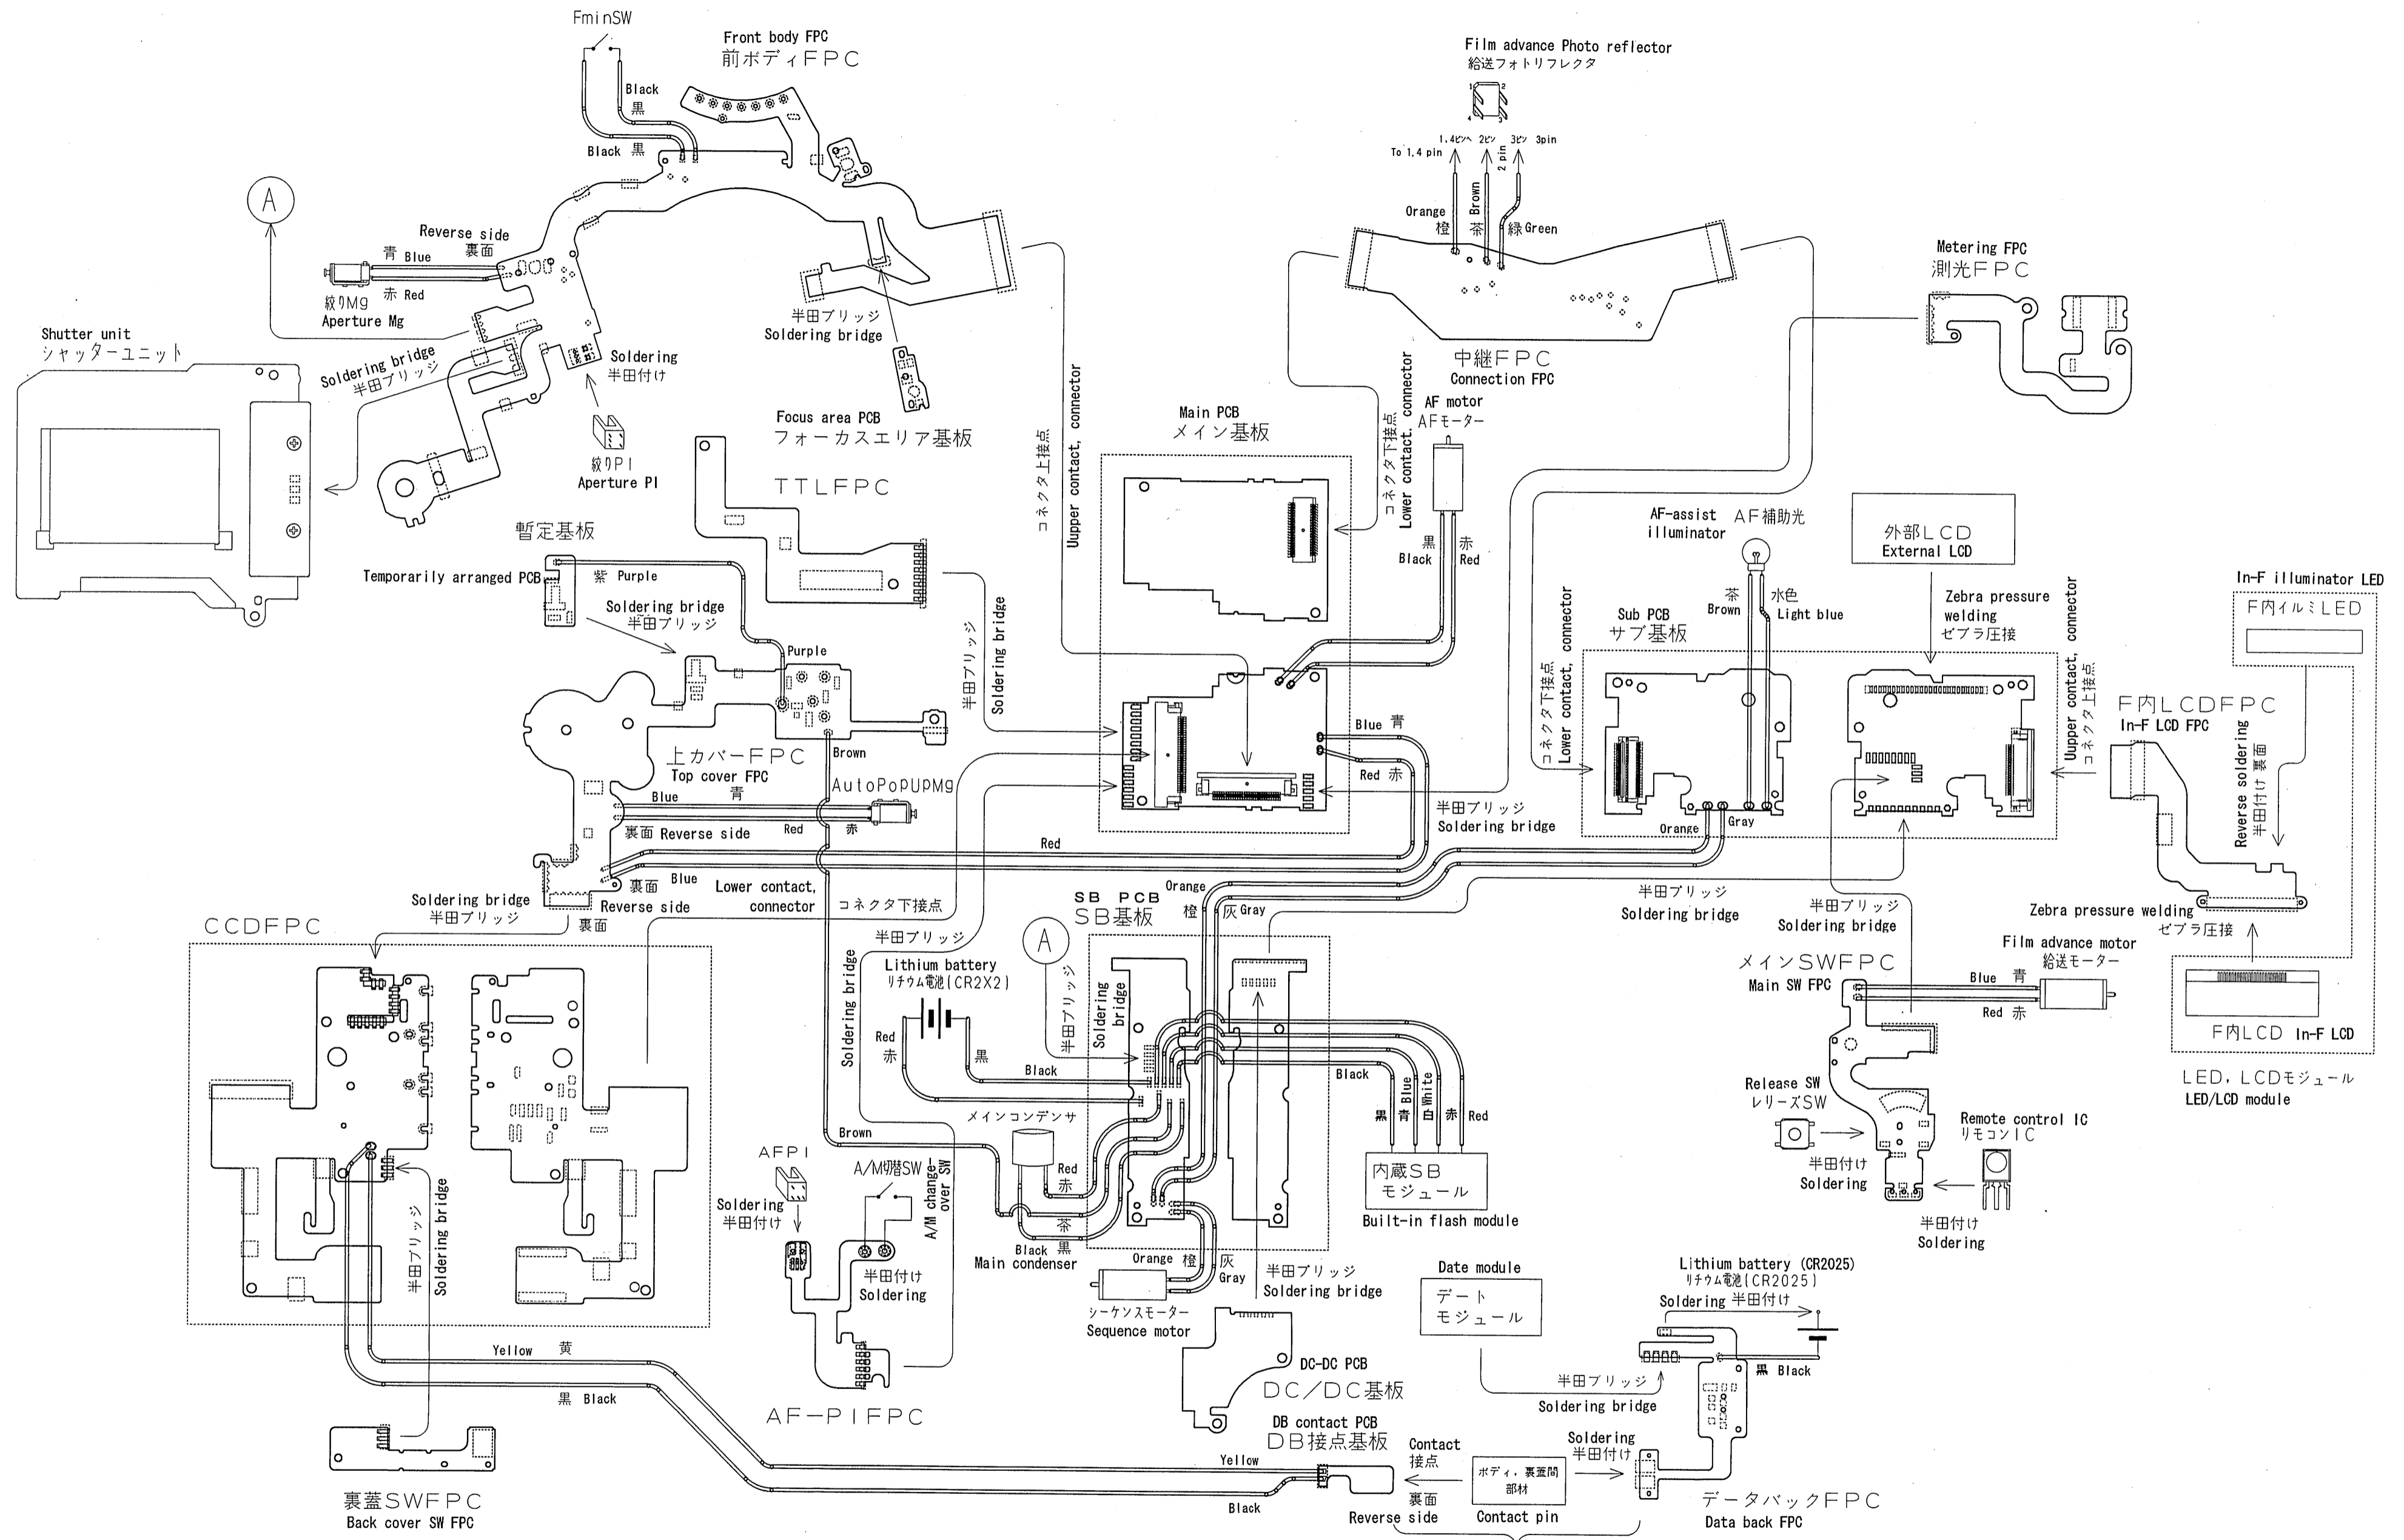 FminSW
Front body FPC
前ボディFPC
Black
黒
Black 黒
Film advance Photo reflector
給送フォトリフレクタ
1 2
4 3
1.4ピンへ 2ピン 3ピン 3pin
To 1.4 pin
2 pin
Orange
橙
Brown
茶
緑 Green
中継FPC
Connection FPC
Metering FPC
測光FPC
A
Reverse side
裏面
青 Blue
赤 Red
絞りMg
Aperture Mg
Shutter unit
シャッターユニット
Soldering bridge
半田ブリッジ
Soldering
半田付け
絞りPI
Aperture PI
半田ブリッジ
Soldering bridge
Focus area PCB
フォーカスエリア基板
TTLFPC
コネクタ上接点
Uupper contact, connector
暫定基板
Temporarily arranged PCB
紫 Purple
Soldering bridge
半田ブリッジ
Purple
半田ブリッジ
Soldering bridge
Main PCB
メイン基板
コネクタ下接点
Lower contact. connector
AF motor
AFモーター
黒
Black
赤
Red
AF-assist
illuminator
AF補助光
茶
Brown
水色
Light blue
外部LCD
External LCD
Zebra pressure
welding
ゼブラ圧接
Sub PCB
サブ基板
コネクタ下接点
Lower contact, connector
Uupper contact, connector
コネクタ上接点
In-F illuminator LED
F内イルミLED
F内LCDFPC
In-F LCD FPC
Reverse soldering
半田付け 裏面
上カバーFPC
Top cover FPC
Brown
AutoPopUpMg
青
Blue
裏面 Reverse side
Red 赤
Blue 青
Red 赤
半田ブリッジ
Soldering bridge
Orange
Gray
Red
Blue
裏面
Reverse side
裏面
Soldering bridge
半田ブリッジ
Lower contact,
connector
コネクタ下接点
CCDFPC
半田ブリッジ
Soldering bridge
Lithium battery
リチウム電池(CR2X2)
Red
赤
黒
Black
SB PCB
SB基板
A
半田ブリッジ
Soldering
bridge
Orange
橙
灰 Gray
半田ブリッジ
Soldering bridge
半田ブリッジ
Soldering bridge
Zebra pressure welding
ゼブラ圧接
メインSWFPC
Main SW FPC
Film advance motor
給送モーター
Blue 青
Red 赤
F内LCD In-F LCD
LED, LCDモジュール
LED/LCD module
Release SW
レリーズSW
半田付け
Soldering
Remote control IC
リモコンIC
半田付け
Soldering
メインコンデンサ
Brown
Red
赤
茶
Black 黒
Main condenser
Black
黒
青 Blue
白 White
赤 Red
内蔵SB
モジュール
Built-in flash module
AFPI
Soldering
半田付け
A/M切替SW
A/M change-
over SW
半田付け
Soldering
AF-PIFPC
Orange 橙
灰
Gray
シーケンスモーター
Sequence motor
半田ブリッジ
Soldering bridge
DC-DC PCB
DC/DC基板
半田ブリッジ
Soldering bridge
Yellow 黄
黒 Black
裏蓋SWFPC
Back cover SW FPC
Date module
デート
モジュール
Lithium battery (CR2025)
リチウム電池(CR2025)
Soldering 半田付け
黒 Black
半田ブリッジ
Soldering bridge
DB contact PCB
DB接点基板
Yellow
Black
Contact
接点
裏面
Reverse side
ボディ，裏蓋間
部材
Contact pin
Soldering
半田付け
データバックFPC
Data back FPC